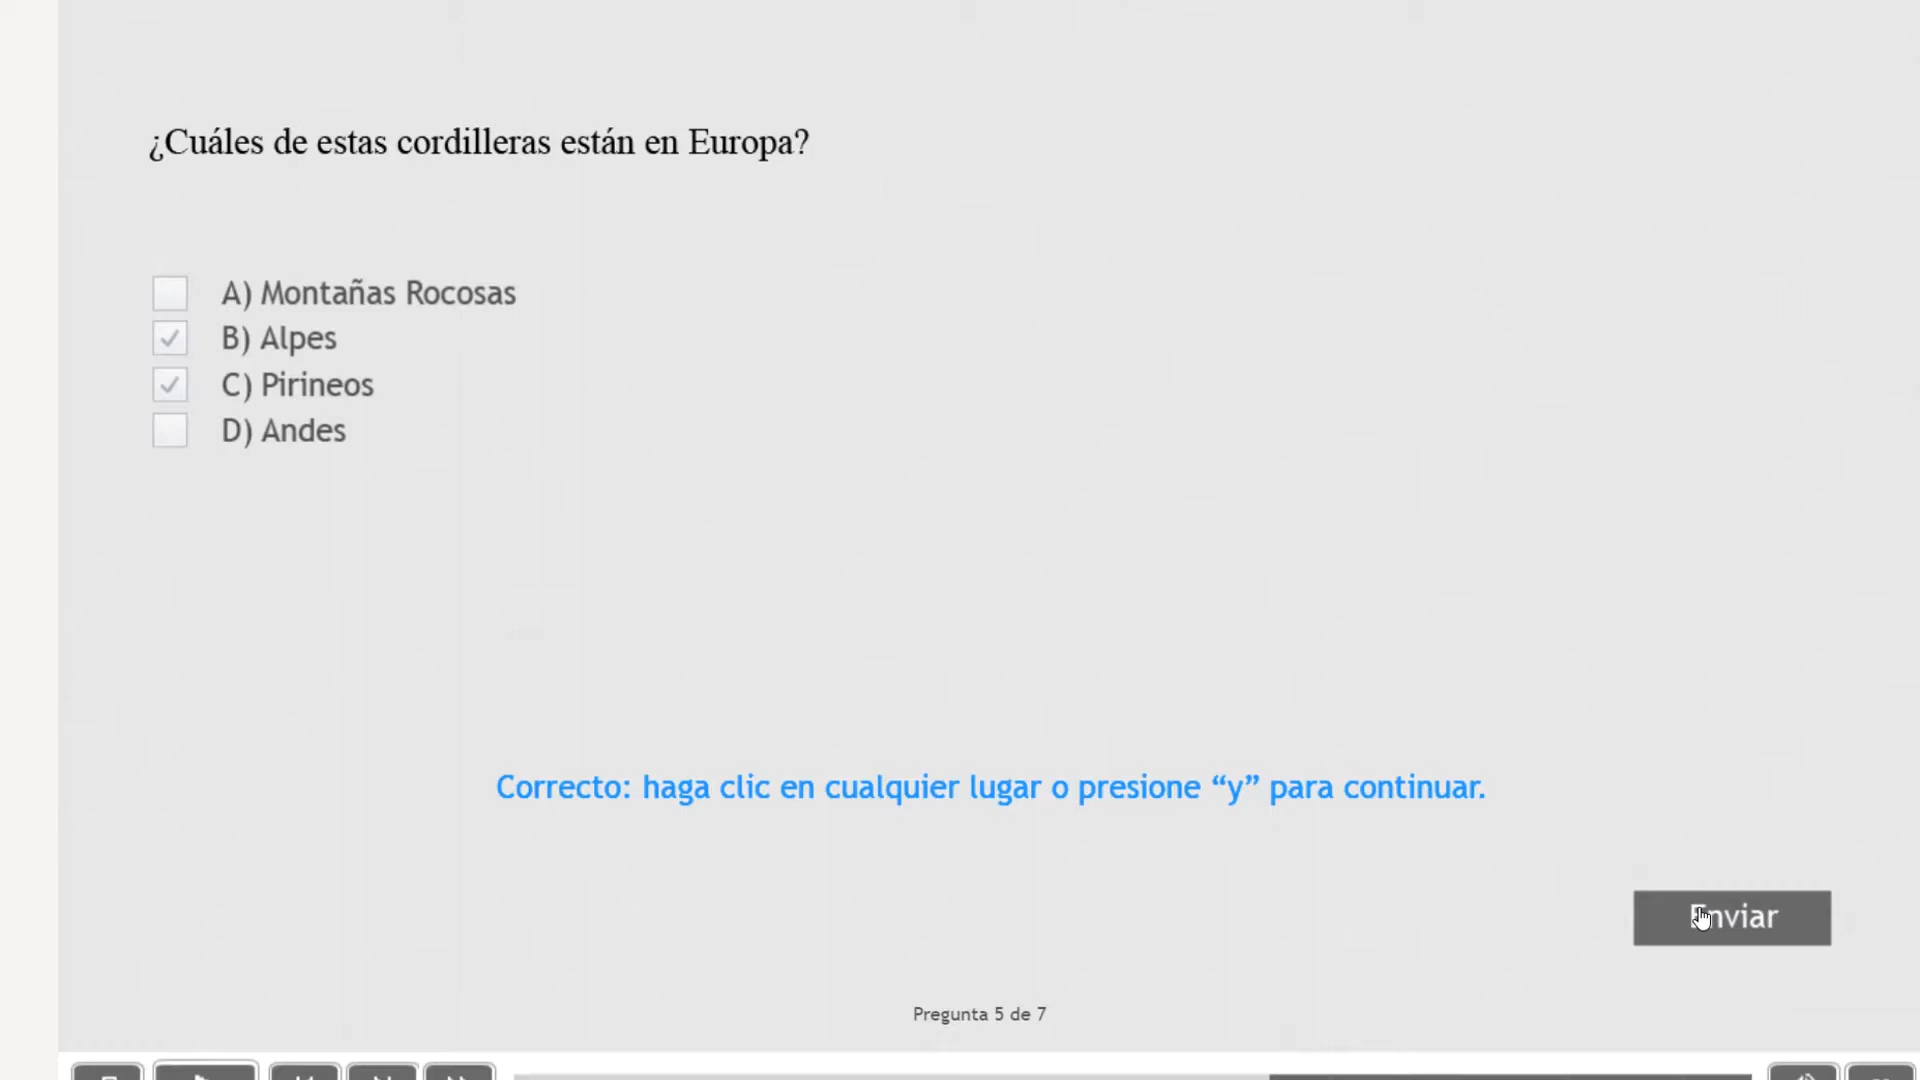 ¿Cuáles de estas cordilleras están en Europa?
A) Montañas Rocosas
B) Alpes
C) Pirineos
D) Andes
Correcto: haga clic en cualquier lugar o presione “y” para continuar.
Enviar
Pregunta 5 de 7